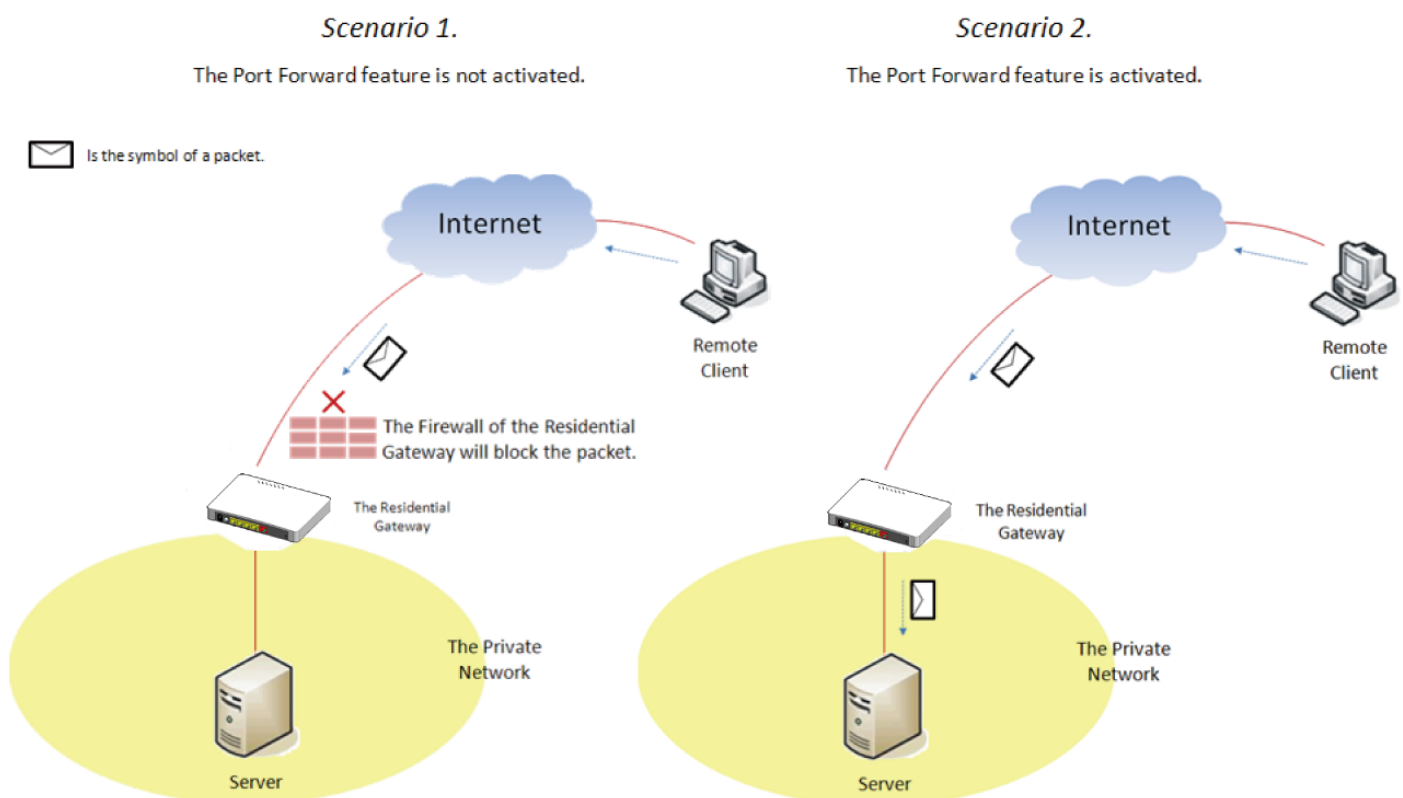 Scenario 1.
The Port Forward feature is not activated.
Is the symbol of a packet.
Internet
Remote
Client
The Firewall of the Residential
Gateway will block the packet.
The Residential
Gateway
The Private
Network
Server
Scenario 2.
The Port Forward feature is activated.
Internet
Remote
Client
The Residential
Gateway
The Private
Network
Server